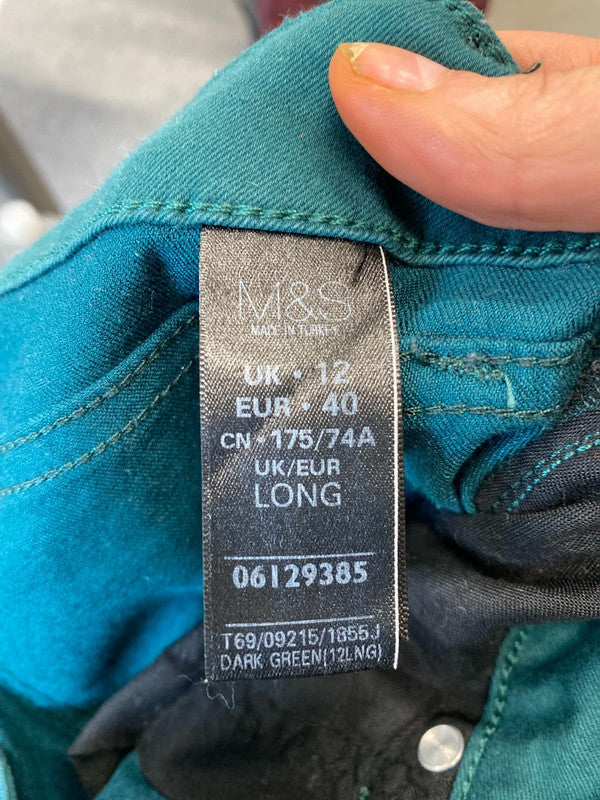 M&S
MADE IN TURKEY
UK • 12
EUR • 40
CN • 175/74A
UK/EUR
LONG
06129385
T69/09215/1855J
DARK GREEN(12LNG)